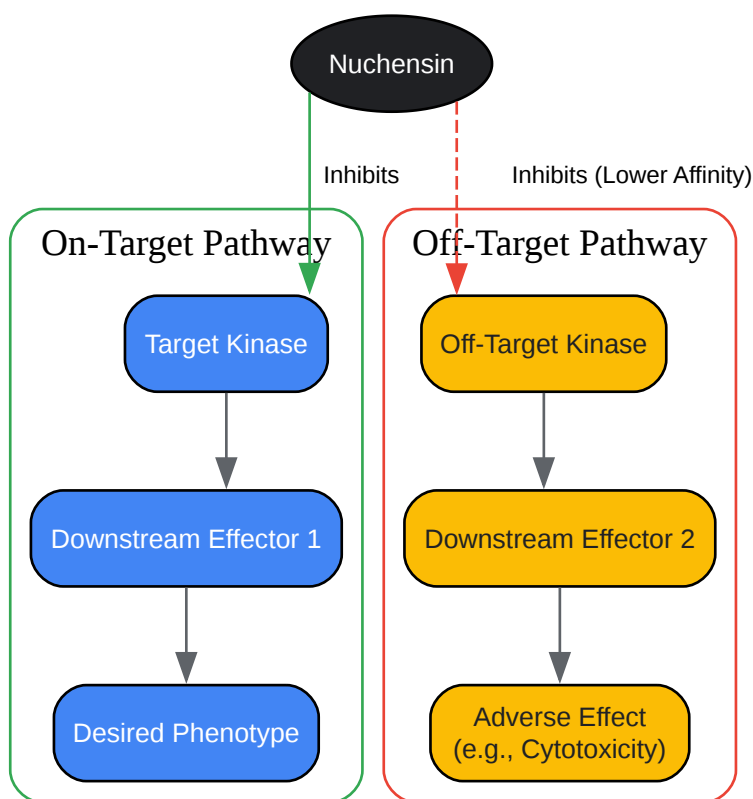 Nuchensin
Inhibits
Inhibits (Lower Affinity)
On-Target Pathway
Off-Target Pathway
Target Kinase
Off-Target Kinase
Downstream Effector 1
Downstream Effector 2
Desired Phenotype
Adverse Effect
(e.g., Cytotoxicity)